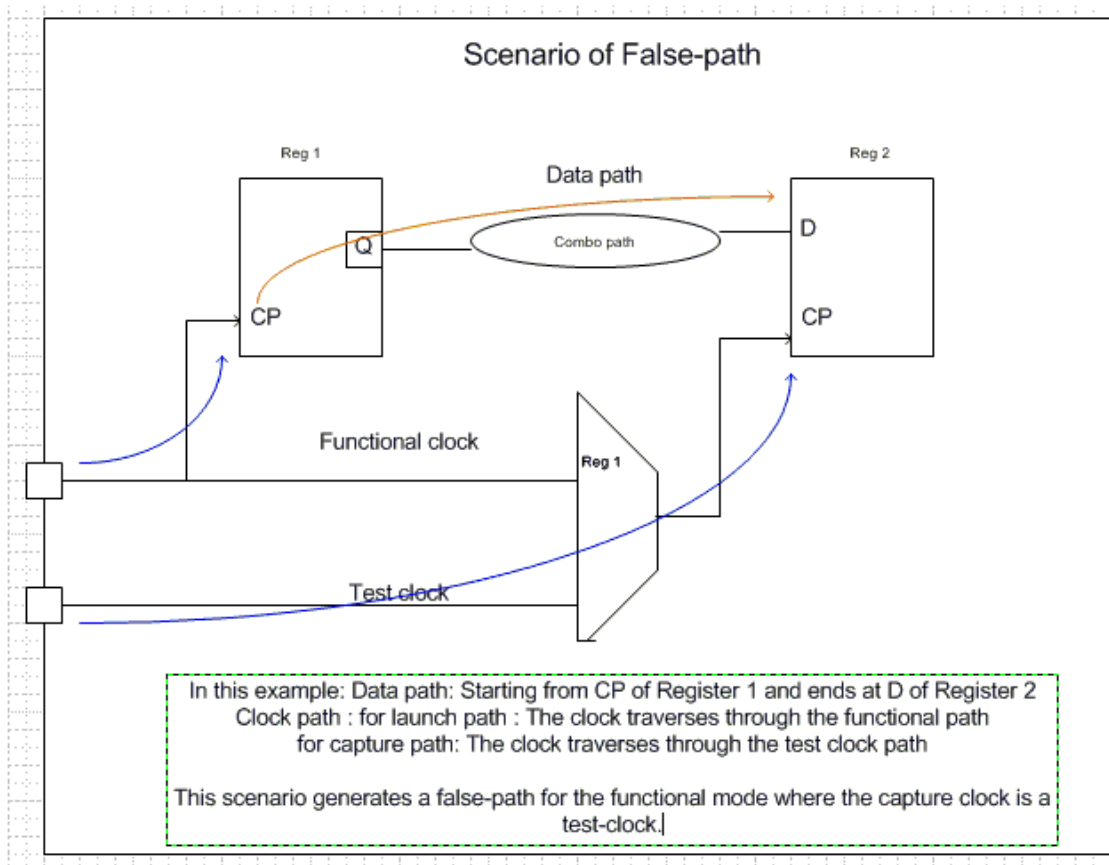 Scenario of False-path
Reg 1
Reg 2
Data path
Q
Combo path
D
CP
CP
Functional clock
Reg 1
Test clock
In this example: Data path: Starting from CP of Register 1 and ends at D of Register 2
Clock path : for launch path : The clock traverses through the functional path
for capture path: The clock traverses through the test clock path
This scenario generates a false-path for the functional mode where the capture clock is a
test-clock.